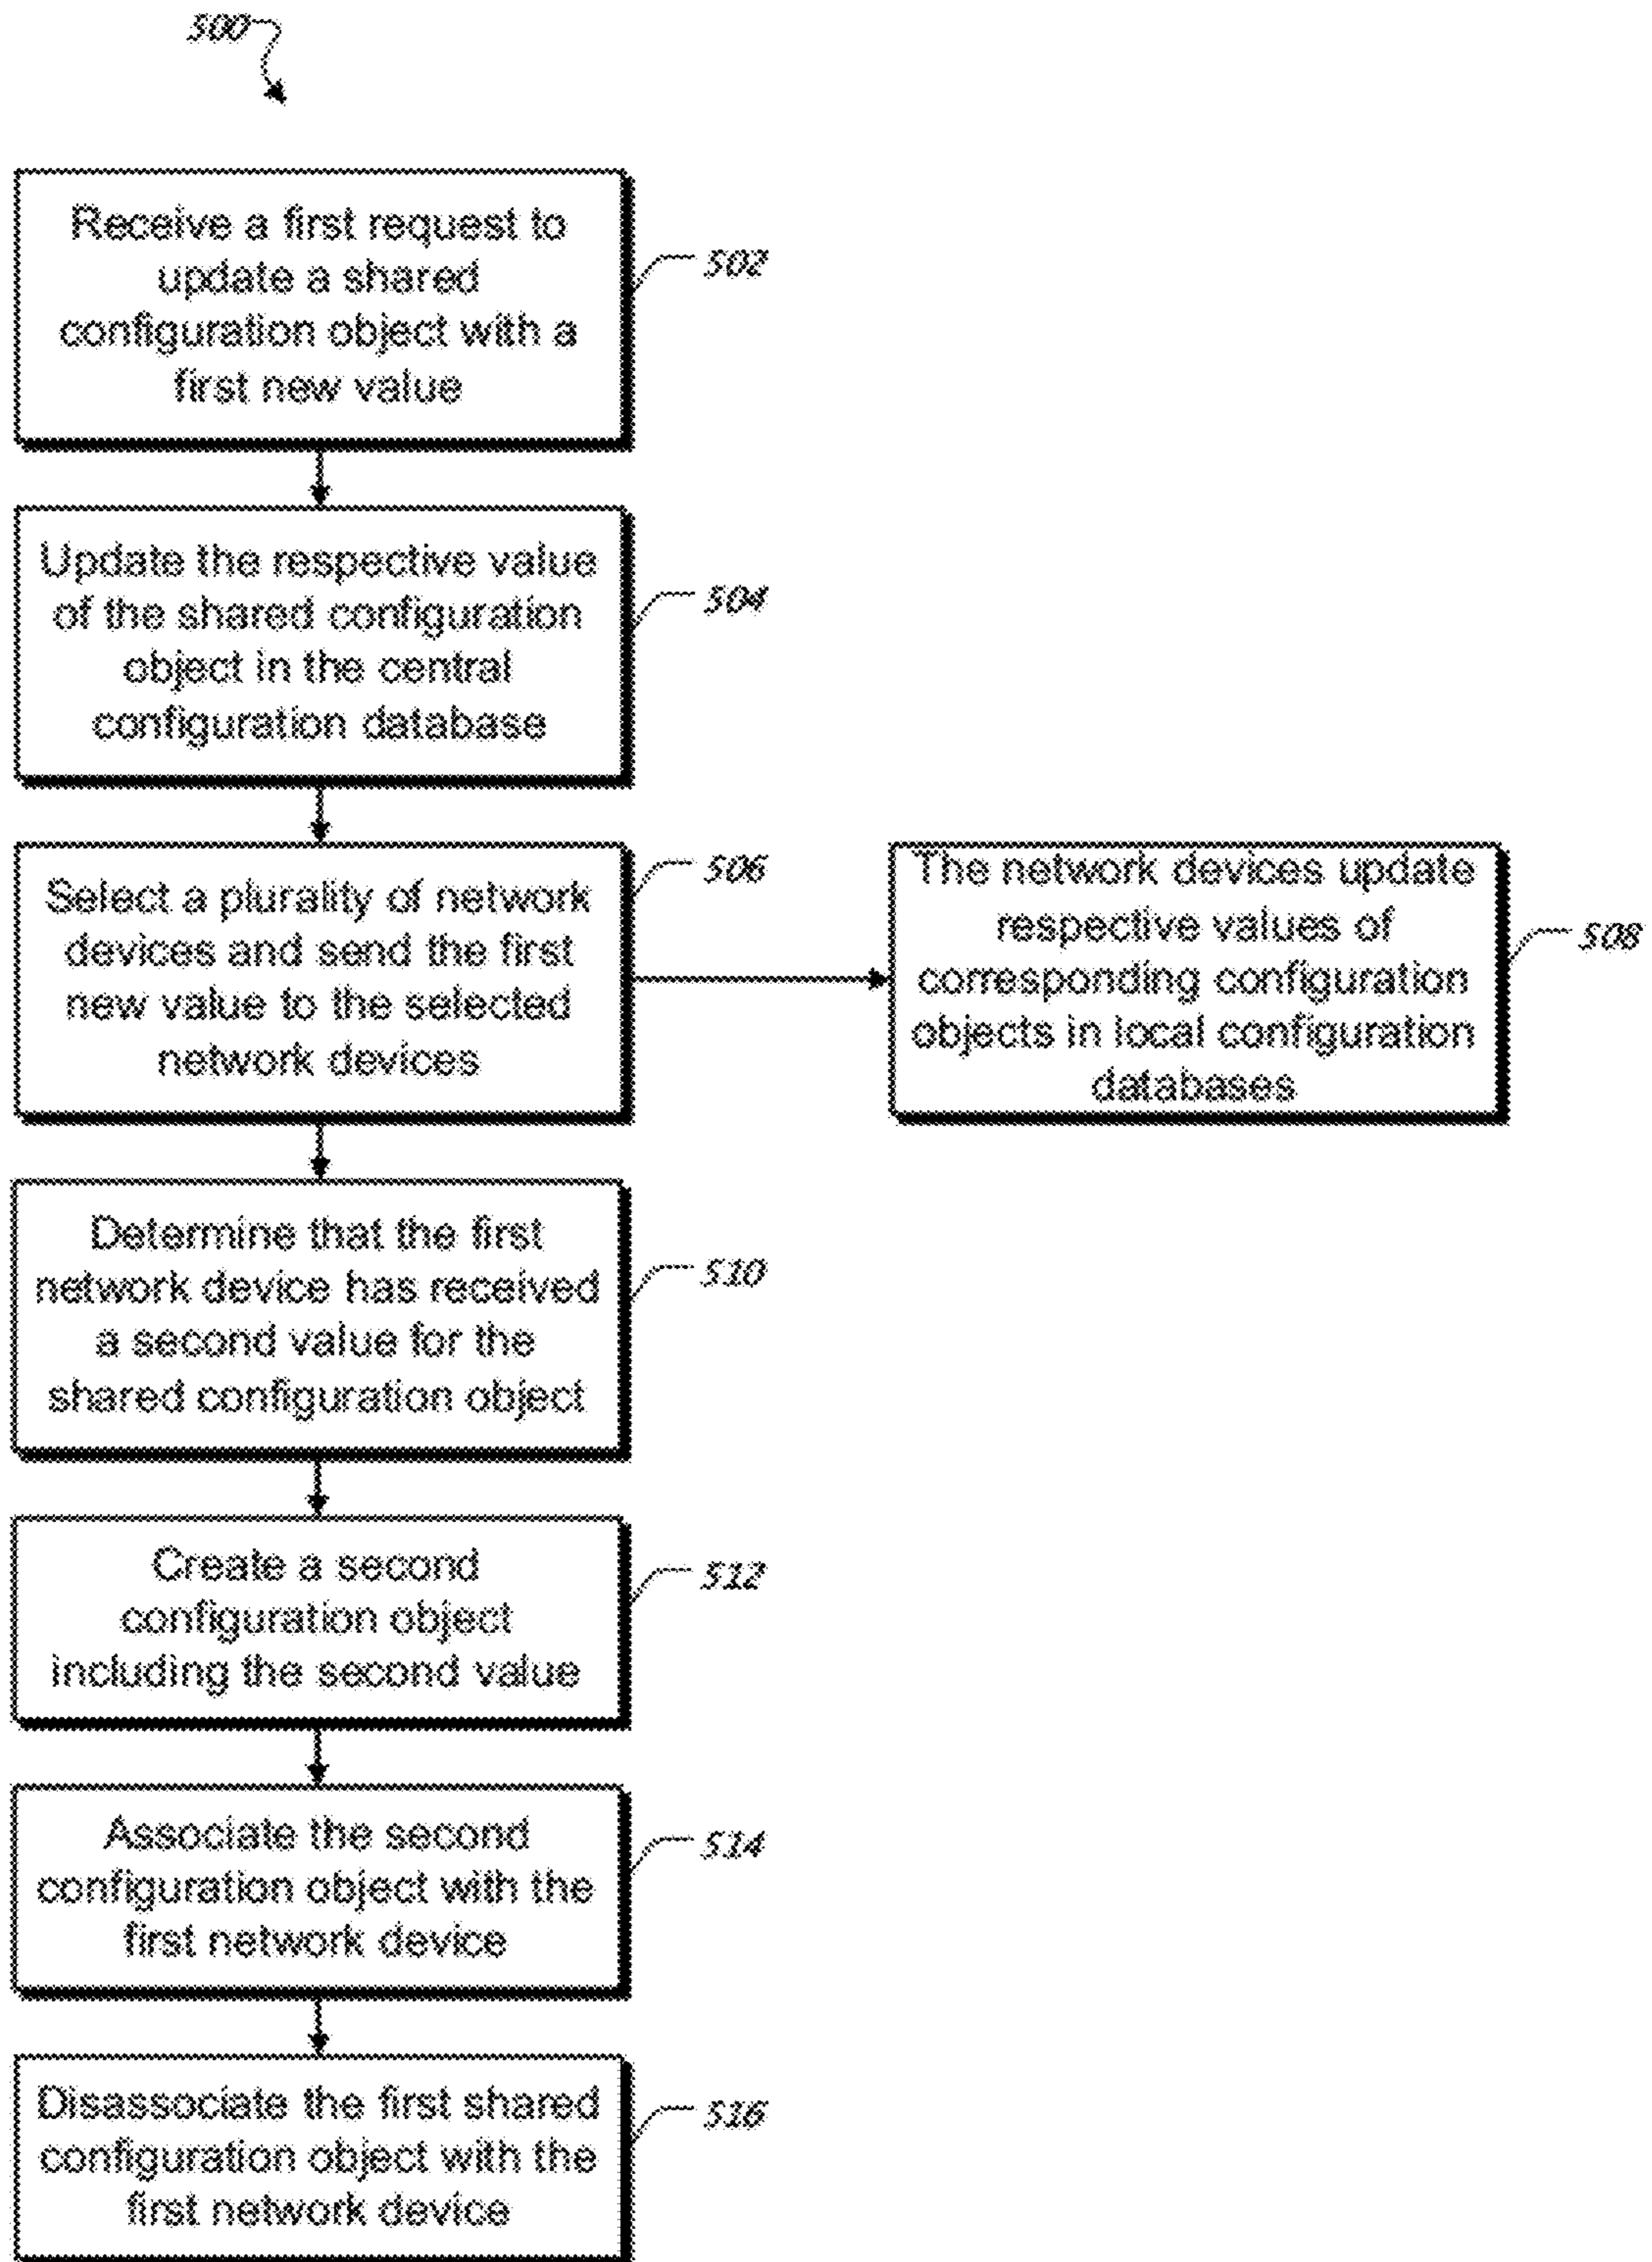 500
Receive a first request to
update a shared
configuration object with a
first new value
502
Update the respective value
of the shared configuration
object in the central
configuration database
504
Select a plurality of network
devices and send the first
new value to the selected
network devices
506
The network devices update
respective values of
corresponding configuration
objects in local configuration
databases
508
Determine that the first
network device has received
a second value for the
shared configuration object
510
Create a second
configuration object
including the second value
512
Associate the second
configuration object with the
first network device
514
Disassociate the first shared
configuration object with the
first network device
516